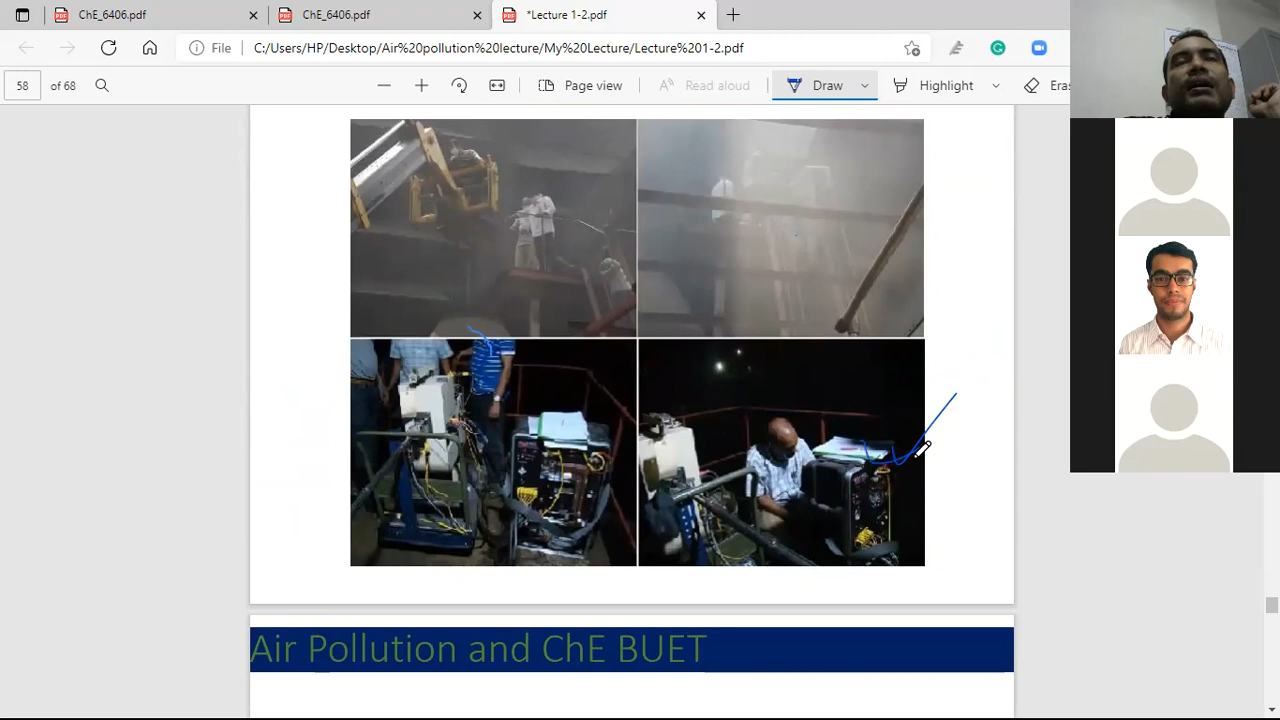 ChE_6406.pdf
ChE_6406.pdf
*Lecture 1-2.pdf
File
C:/Users/HP/Desktop/Air%20pollution%20lecture/My%20Lecture/Lecture%201-2.pdf
58 of 68
Page view
Read aloud
Draw
Highlight
Eras
Air Pollution and ChE BUET